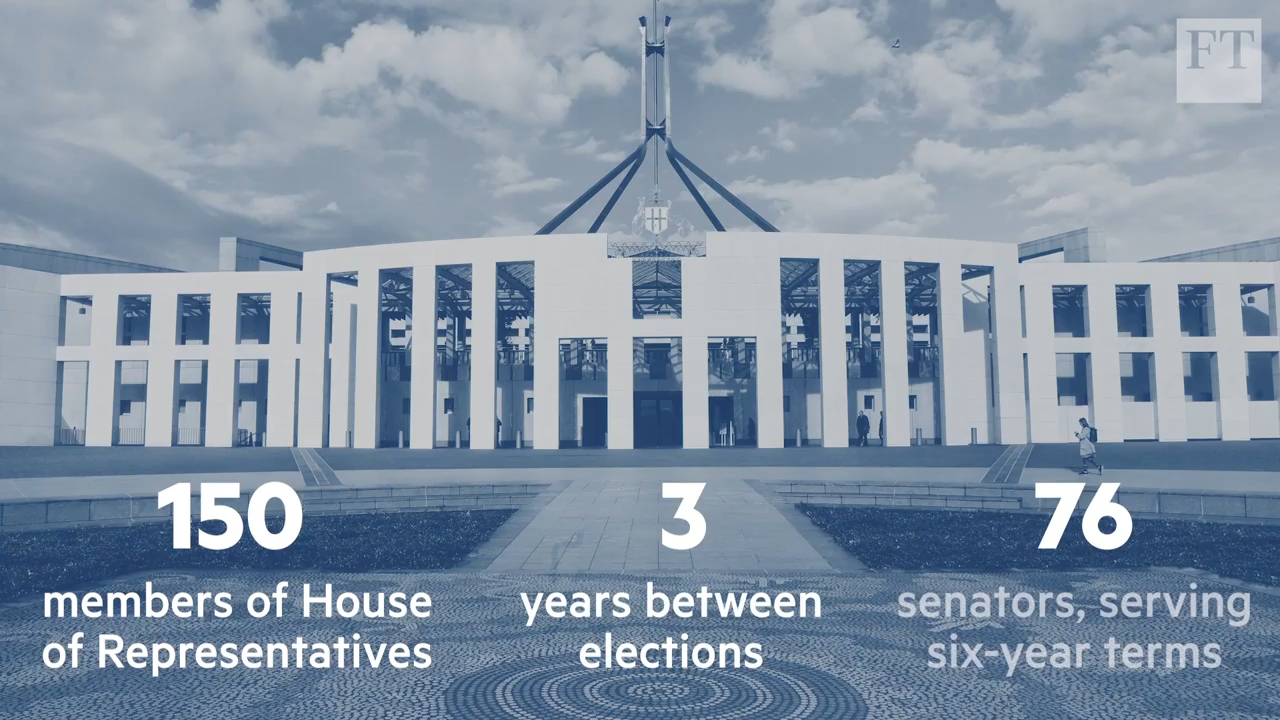 FT
150
members of House
of Representatives
3
years between
elections
76
senators, serving
six-year terms